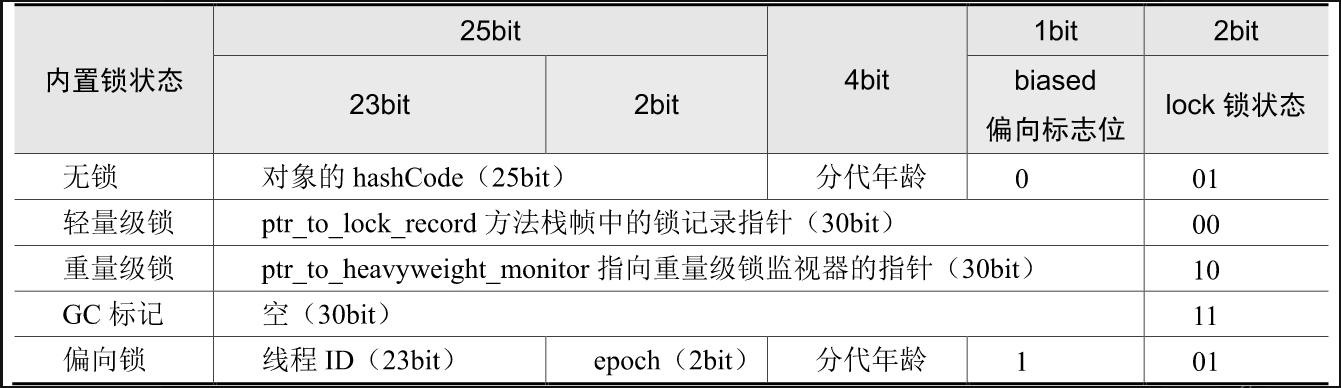 内置锁状态 25bit 4bit 1bit 2bit
23bit 2bit biased 偏向标志位 lock 锁状态
无锁 对象的 hashCode（25bit） 分代年龄 0 01
轻量级锁 ptr_to_lock_record 方法栈帧中的锁记录指针（30bit） 00
重量级锁 ptr_to_heavyweight_monitor 指向重量级锁监视器的指针（30bit） 10
GC 标记 空（30bit） 11
偏向锁 线程 ID（23bit） epoch（2bit） 分代年龄 1 01